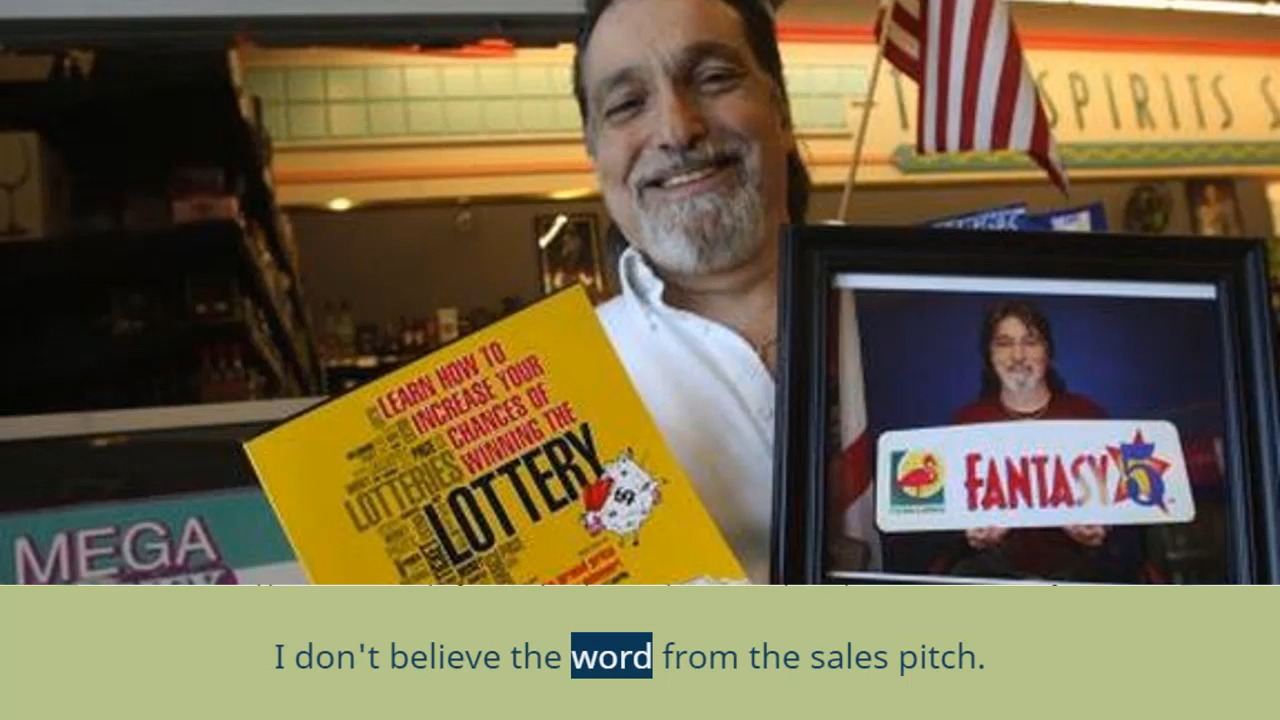 SPIRITS S
LEARN HOW TO
INCREASE YOUR
CHANCES OF
WINNING THE
LOTTERIES
LOTTERY
FANTASY 5
MEGA
I don't believe the word from the sales pitch.